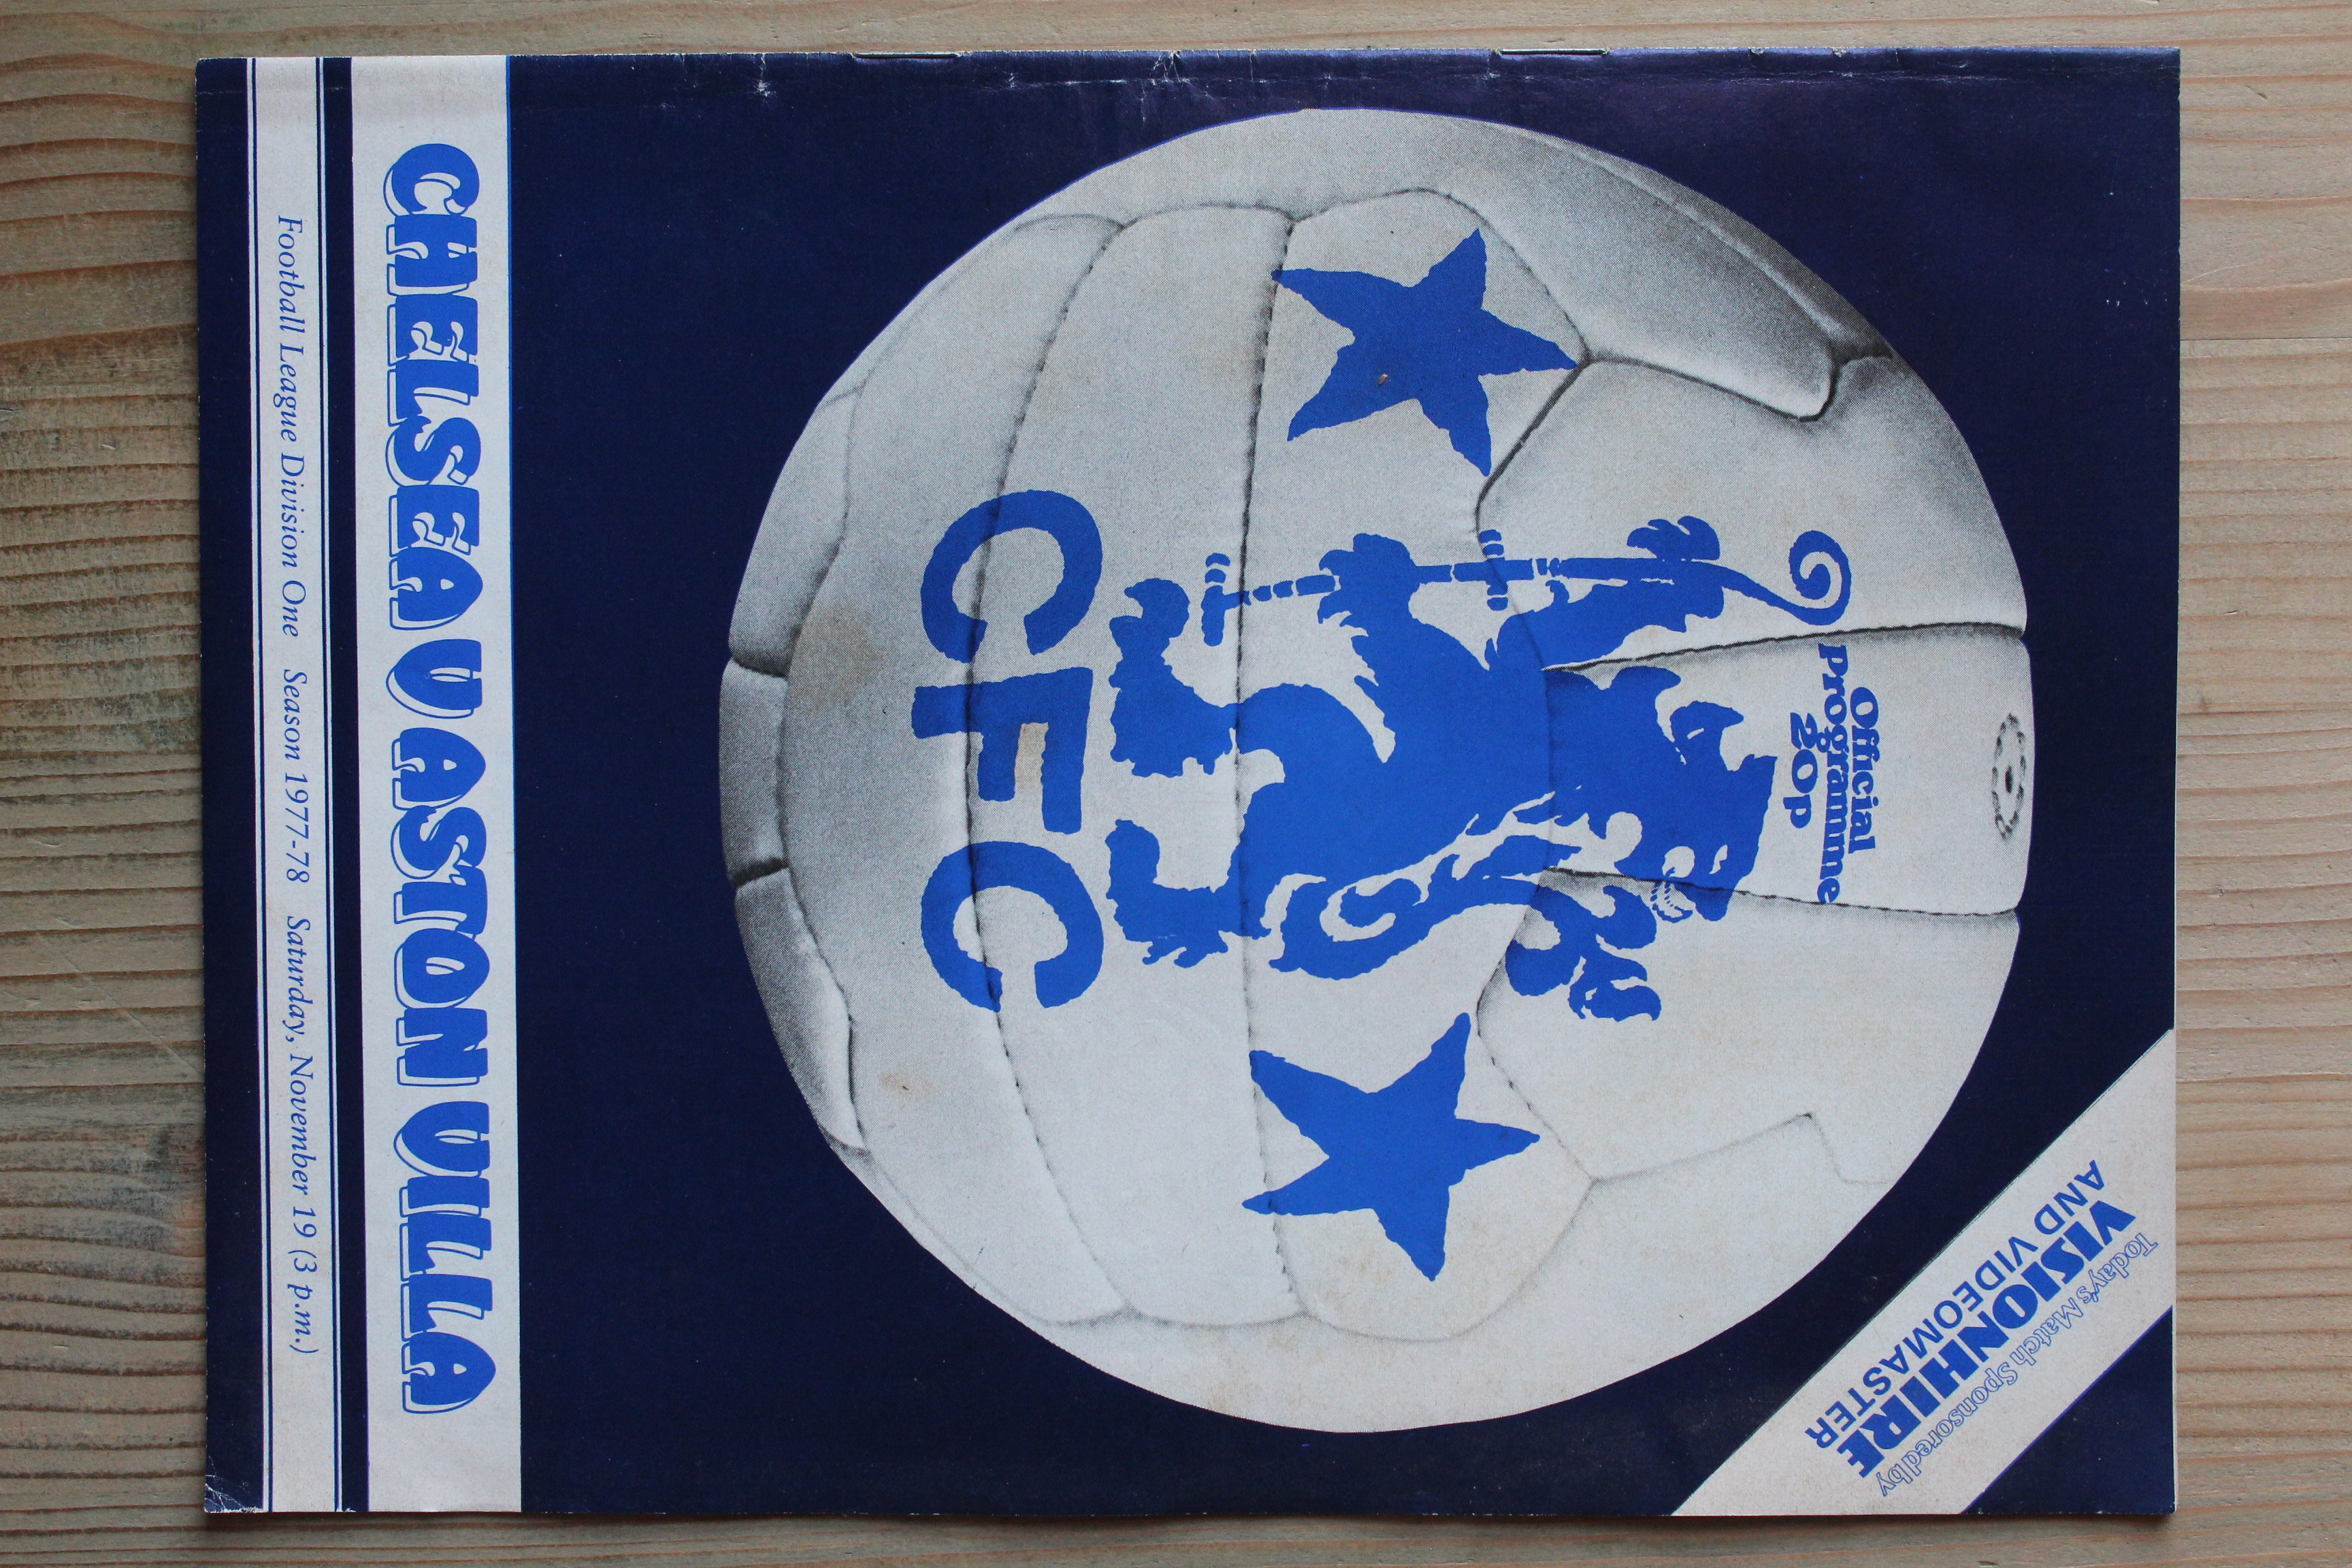 Today's Match Sponsored by
VISIONHIRE
AND VIDEOMASTER
Official
Programme
20p
CFC
CHELSEA V ASTON VILLA
Football League Division One Season 1977-78 Saturday, November 19 (3 p.m.)